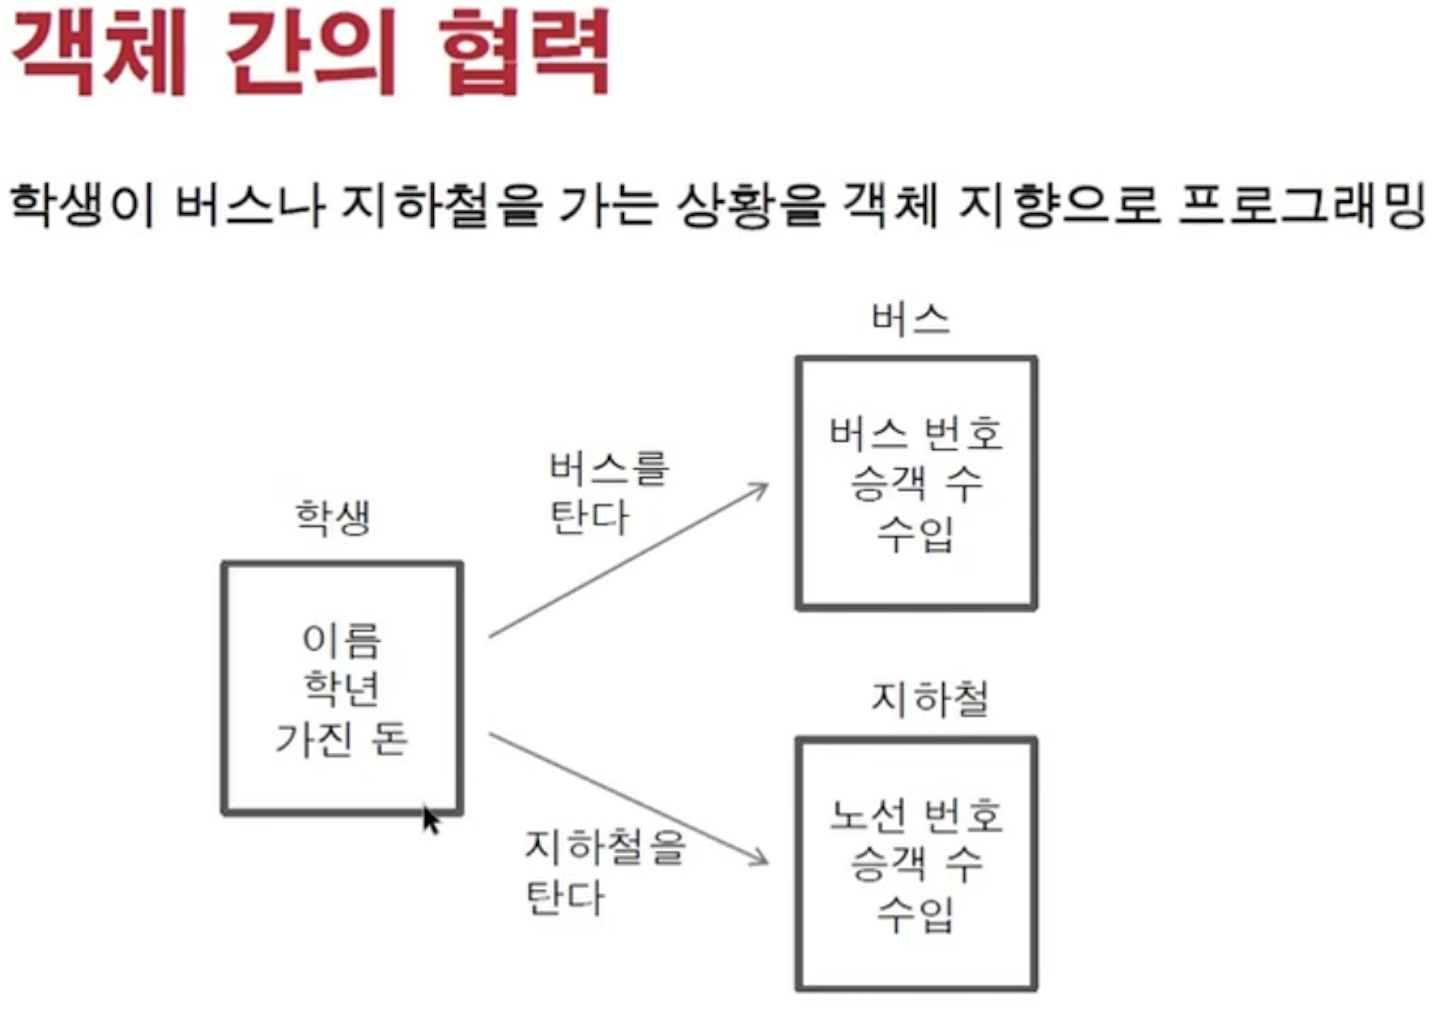 객체 간의 협력
학생이 버스나 지하철을 가는 상황을 객체 지향으로 프로그래밍
버스
버스 번호
승객 수
수입
버스를
탄다
학생
이름
학년
가진 돈
지하철
노선 번호
승객 수
수입
지하철을
탄다